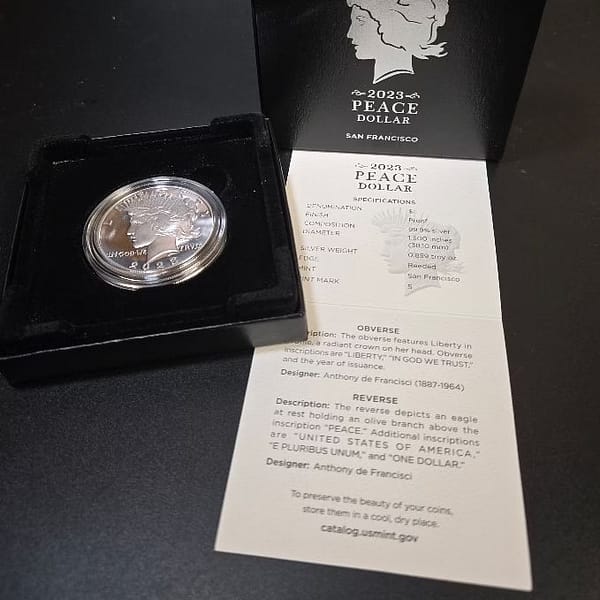 2023
PEACE
DOLLAR
SAN FRANCISCO
2023
PEACE
DOLLAR
SPECIFICATIONS
DENOMINATION $1
FINISH Proof
COMPOSITION 99.9% silver
DIAMETER 1.500 inches
(38.10 mm)
SILVER WEIGHT 0.859 troy oz.
EDGE Reeded
MINT San Francisco
MINT MARK S
IN GOD WE TRVST
2023
OBVERSE
Description: The obverse features Liberty in
profile, a radiant crown on her head. Obverse
inscriptions are "LIBERTY," "IN GOD WE TRUST,"
and the year of issuance.
Designer: Anthony de Francisci (1887-1964)
REVERSE
Description: The reverse depicts an eagle
at rest holding an olive branch above the
inscription "PEACE." Additional inscriptions
are "UNITED STATES OF AMERICA,"
"E PLURIBUS UNUM," and "ONE DOLLAR."
Designer: Anthony de Francisci
To preserve the beauty of your coins,
store them in a cool, dry place.
catalog.usmint.gov